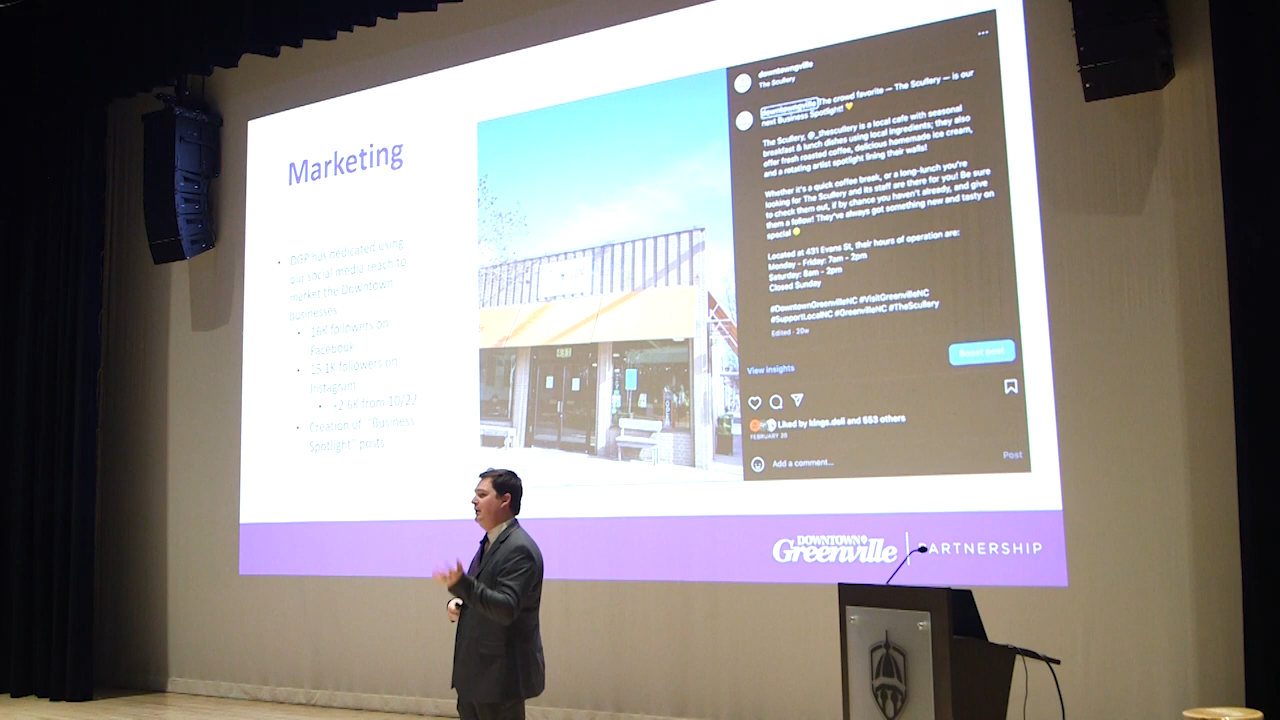 Marketing
• DGP has dedicated using
our social media reach to
market the Downtown
businesses
• 16K followers on
Facebook
• 15.1K followers on
Instagram
• +2.6K from 10/22
• Creation of "Business
Spotlight" posts
downtowngville
The Scullery
downtowngville The crowd favorite — The Scullery — is our
next Business Spotlight! 💛
The Scullery, @_thescullery is a local cafe with seasonal
breakfast & lunch dishes using local ingredients; they also
offer fresh roasted coffee, delicious homemade ice cream,
and a rotating artist spotlight lining their walls!
Whether it's a quick coffee break, or a long-lunch you're
looking for The Scullery and its staff are there for you! Be sure
to check them out, if by chance you haven't already, and give
them a follow! They've always got something new and tasty on
special
Located at 431 Evans St, their hours of operation are:
Monday - Friday: 7am - 2pm
Saturday: 8am - 2pm
Closed Sunday
#DowntownGreenvilleNC #VisitGreenvilleNC
#SupportLocalNC #GreenvilleNC #TheScullery
Edited · 20w
View insights
Boost post
Liked by kings.deli and 653 others
FEBRUARY 20
Add a comment...
Post
DOWNTOWN
Greenville
PARTNERSHIP